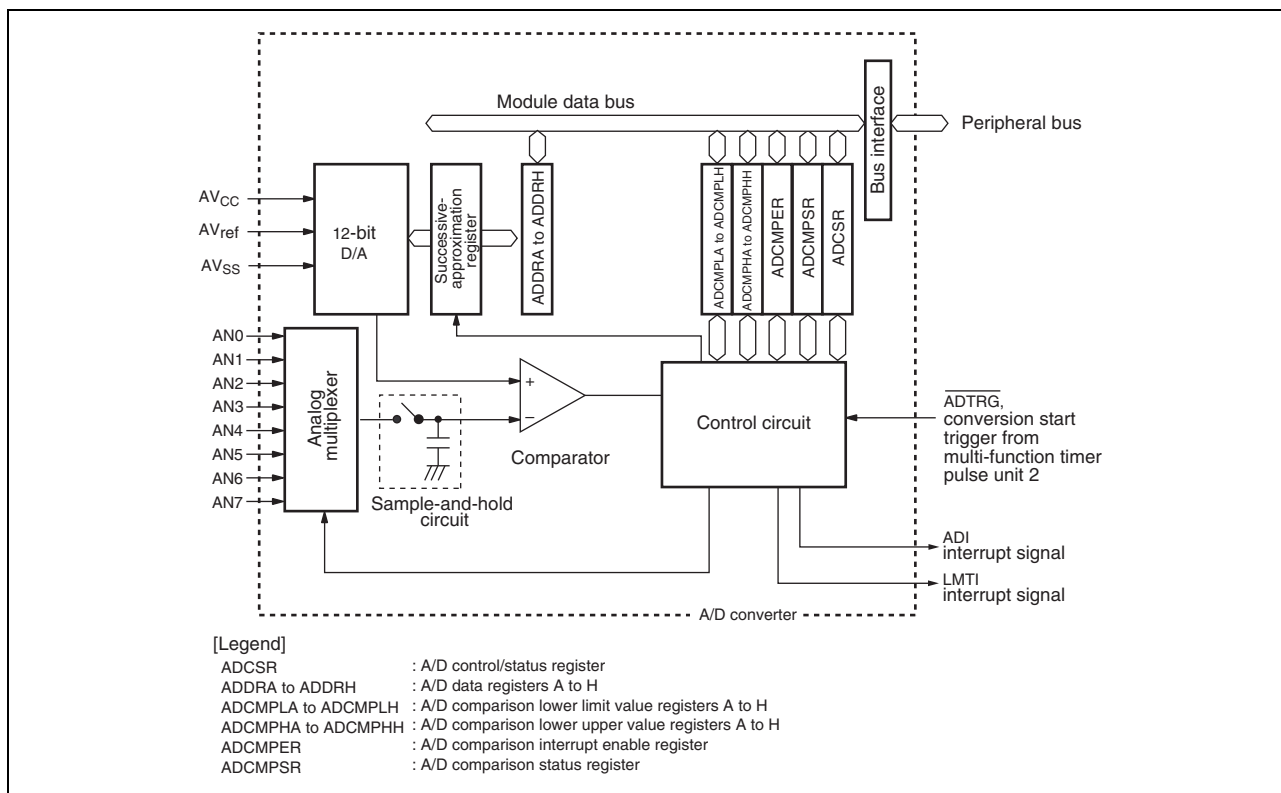 Module data bus
Bus interface
Peripheral bus
AVCC
AVref
AVSS
12-bit
D/A
Successive-
approximation
register
ADDRA to ADDRH
ADCMPLA to ADCMPLH
ADCMPHA to ADCMPHH
ADCMPER
ADCMPSR
ADCSR
AN0
AN1
AN2
AN3
AN4
AN5
AN6
AN7
Analog
multiplexer
+
−
Comparator
Sample-and-hold
circuit
Control circuit
ADTRG,
conversion start
trigger from
multi-function timer
pulse unit 2
ADI
interrupt signal
LMTI
interrupt signal
A/D converter
[Legend]
ADCSR : A/D control/status register
ADDRA to ADDRH : A/D data registers A to H
ADCMPLA to ADCMPLH : A/D comparison lower limit value registers A to H
ADCMPHA to ADCMPHH : A/D comparison lower upper value registers A to H
ADCMPER : A/D comparison interrupt enable register
ADCMPSR : A/D comparison status register